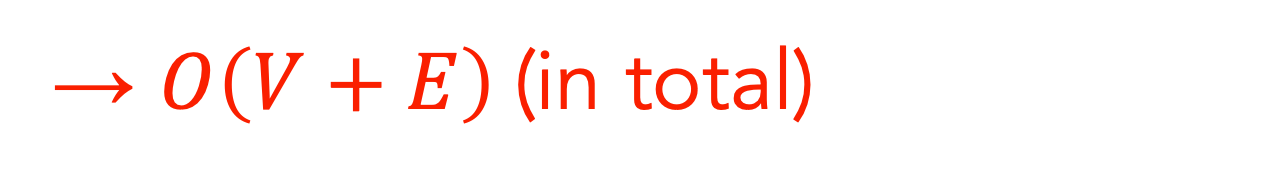 → O(V + E) (in total)